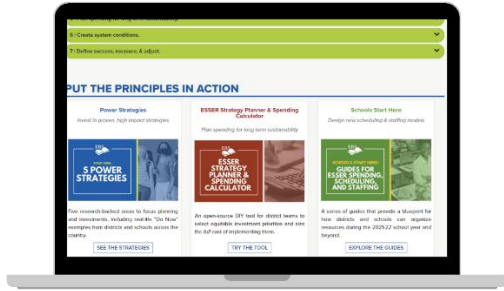 6 | Create system conditions.
7 | Define success, measure, & adjust.
PUT THE PRINCIPLES IN ACTION
Power Strategies
Invest in proven, high impact strategies
5 POWER
STRATEGIES
Five research-backed areas to focus planning
and investments, including real-life "Do Now"
examples from districts and schools across the
country.
SEE THE STRATEGIES
ESSER Strategy Planner & Spending
Calculator
Plan spending for long term sustainability
ESSER
STRATEGY
PLANNER &
SPENDING
CALCULATOR
An open-source DIY tool for district teams to
select equitable investment priorities and size
the full cost of implementing them.
TRY THE TOOL
Schools Start Here
Design new scheduling & staffing models
SCHOOLS START HERE
GUIDES FOR
ESSER SPENDING,
SCHEDULING,
AND STAFFING
A series of guides that provide a blueprint for
how districts and schools can organize
resources during the 2021-22 school year and
beyond.
EXPLORE THE GUIDES